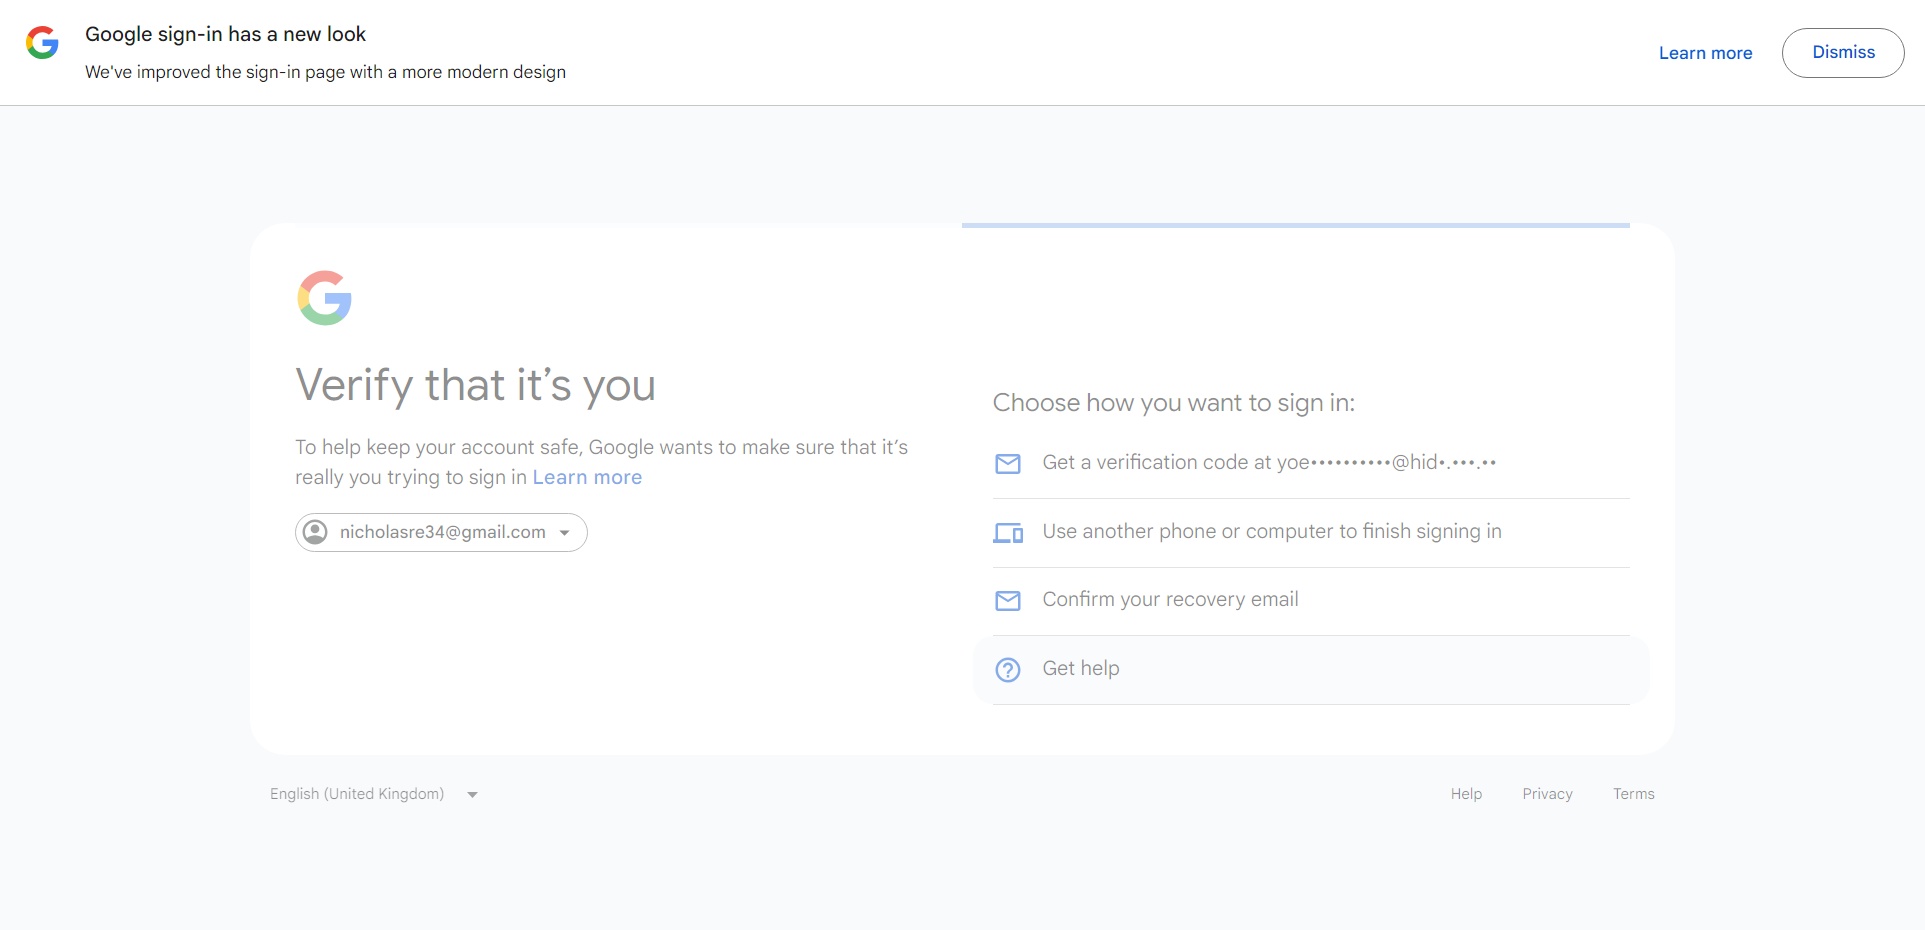 Google sign-in has a new look
We've improved the sign-in page with a more modern design
Learn more
Dismiss
Verify that it’s you
To help keep your account safe, Google wants to make sure that it’s
really you trying to sign in Learn more
nicholasre34@gmail.com
Choose how you want to sign in:
Get a verification code at yoe••••••••••@hid•.•••.••
Use another phone or computer to finish signing in
Confirm your recovery email
Get help
English (United Kingdom)
Help
Privacy
Terms